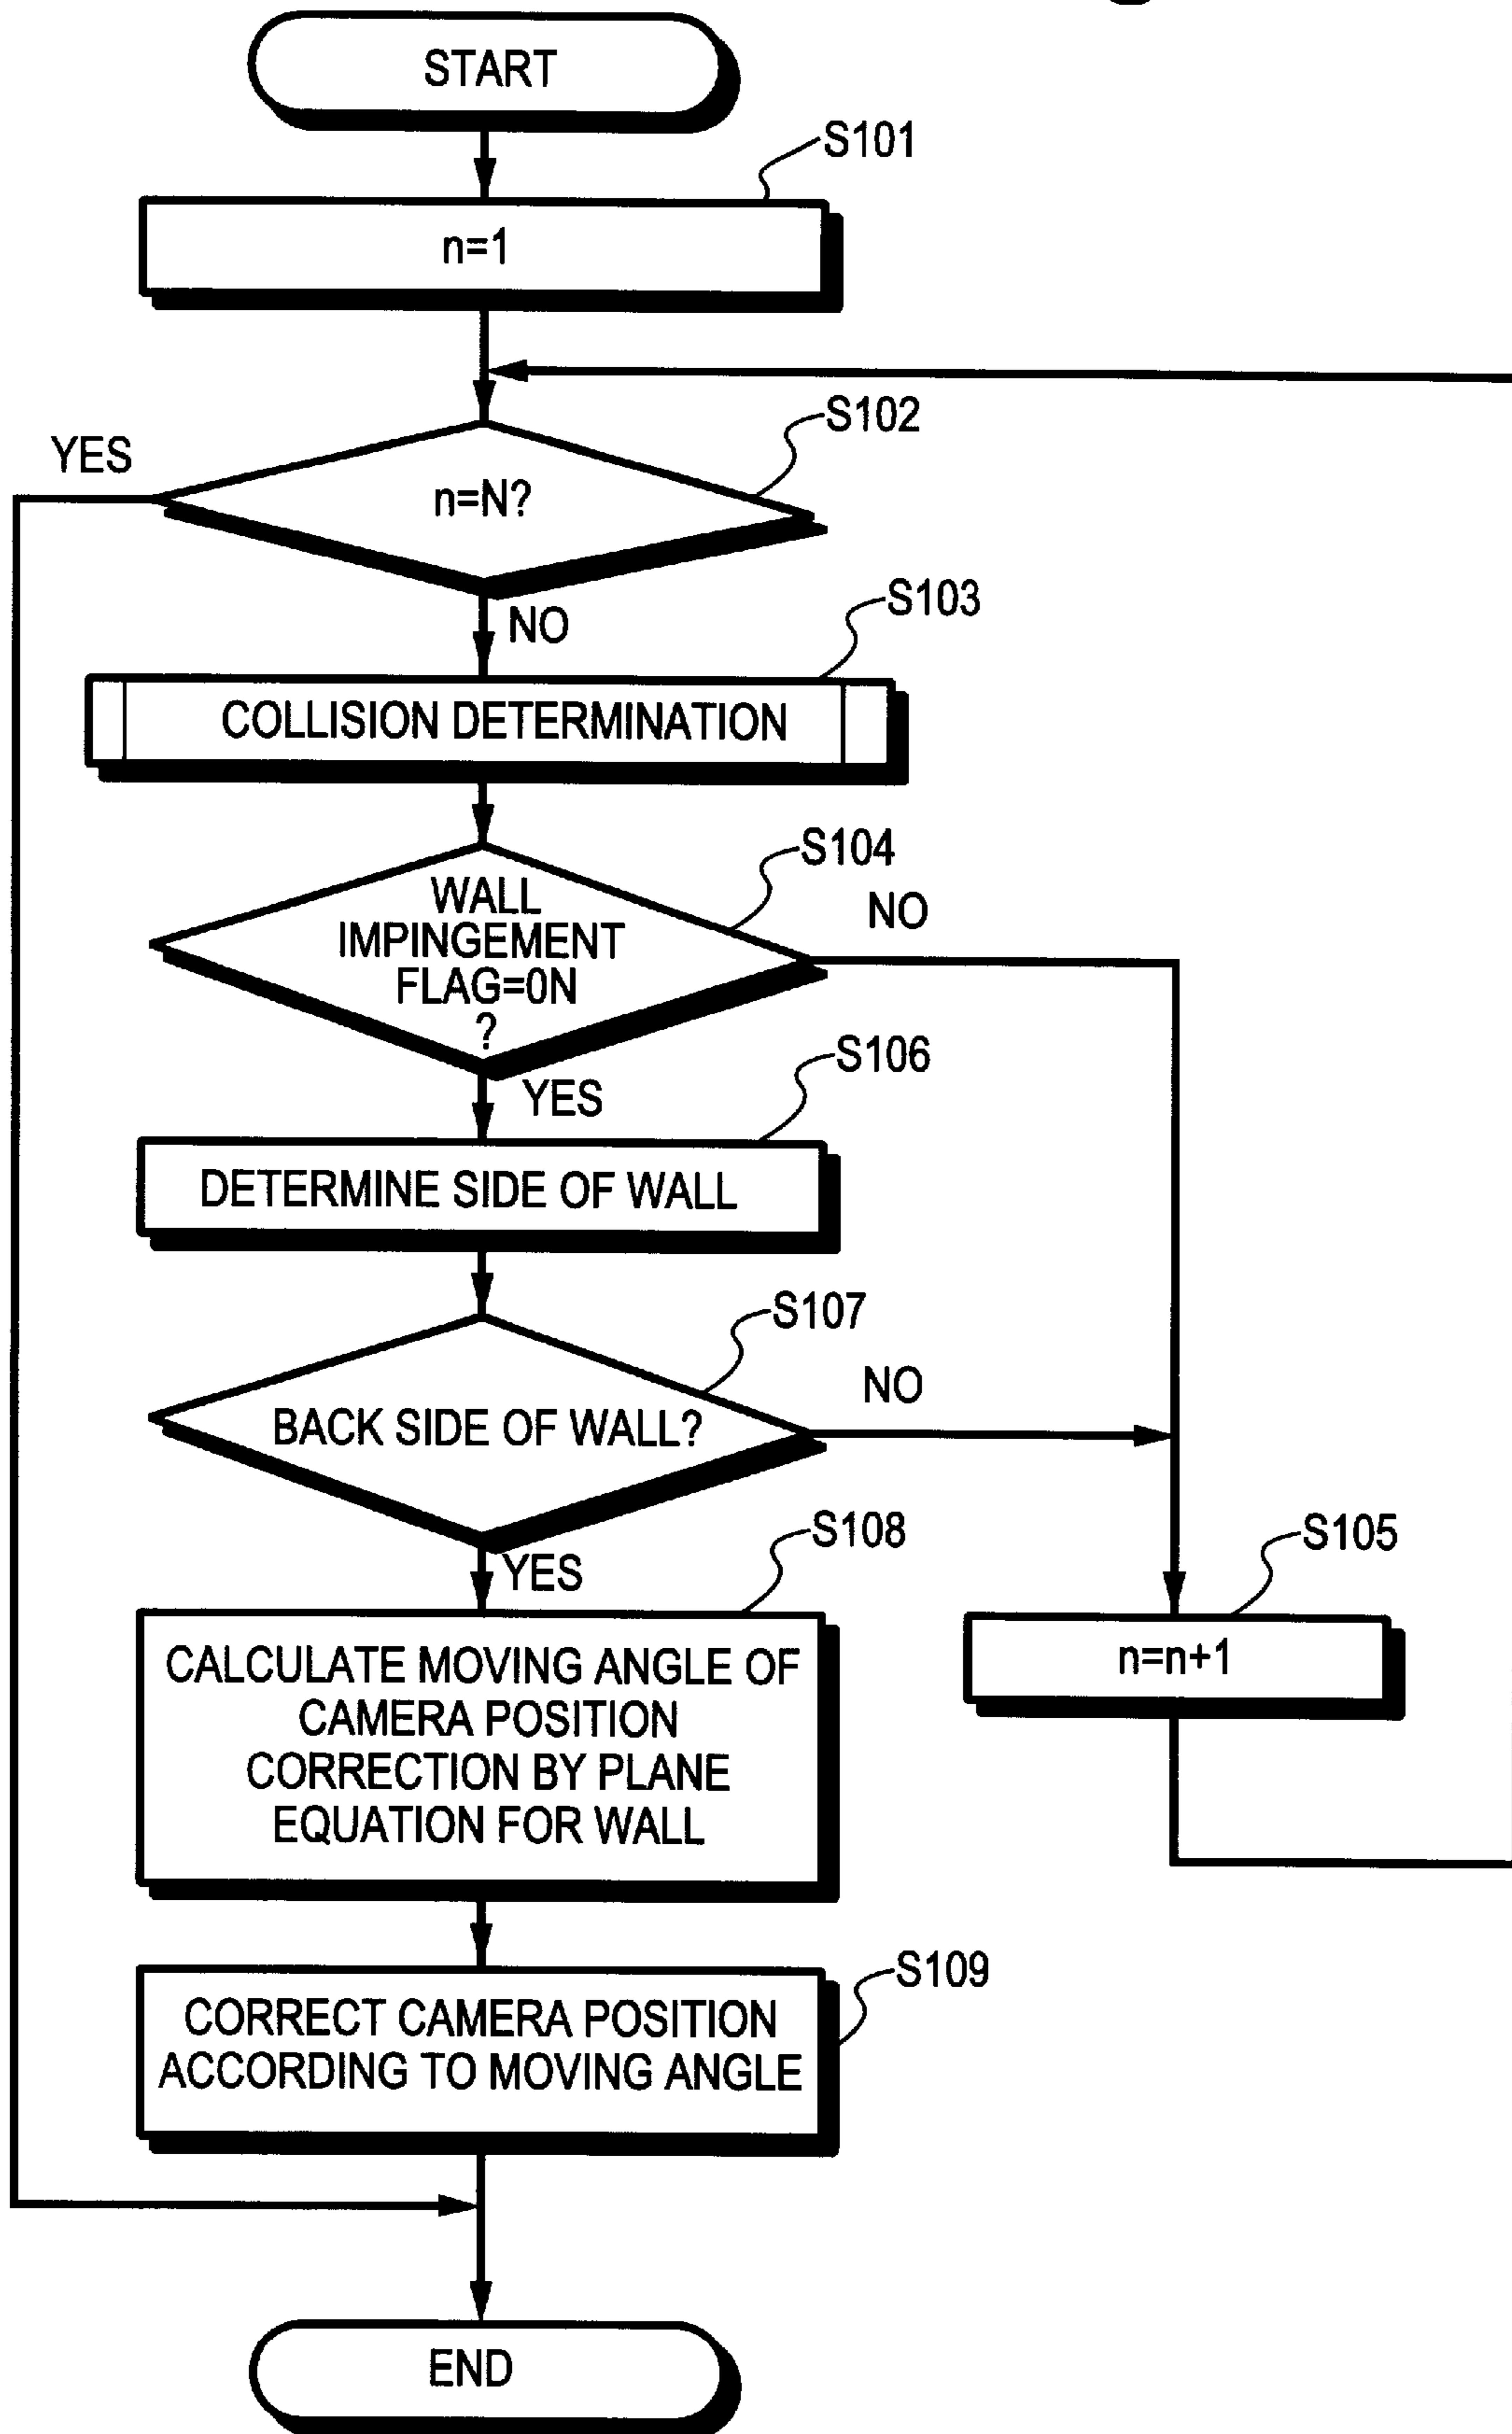 START
S101
n=1
S102
YES
n=N?
NO
S103
COLLISION DETERMINATION
S104
NO
WALL
IMPINGEMENT
FLAG=0N
?
YES
S106
DETERMINE SIDE OF WALL
S107
NO
BACK SIDE OF WALL?
YES
S108
CALCULATE MOVING ANGLE OF
CAMERA POSITION
CORRECTION BY PLANE
EQUATION FOR WALL
S105
n=n+1
S109
CORRECT CAMERA POSITION
ACCORDING TO MOVING ANGLE
END